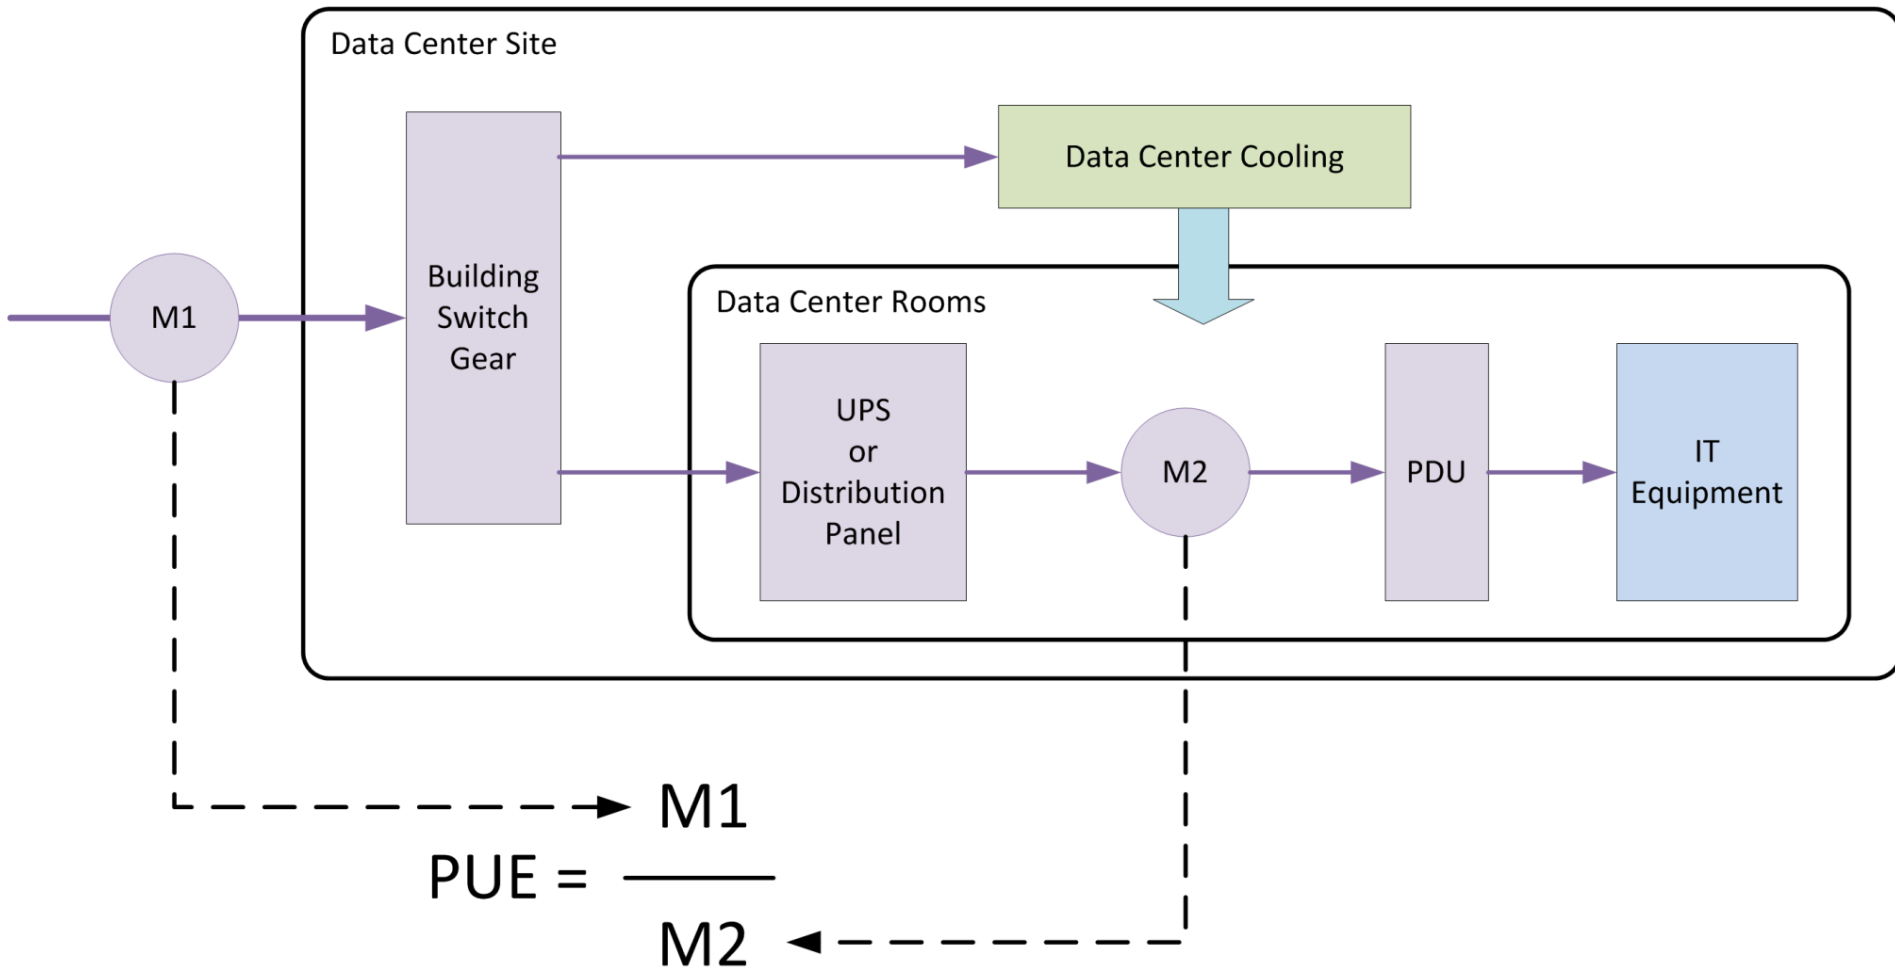 Data Center Site
Data Center Cooling
Building
Switch
Gear
M1
Data Center Rooms
UPS
or
Distribution
Panel
M2
PDU
IT
Equipment
M1
PUE =
M2